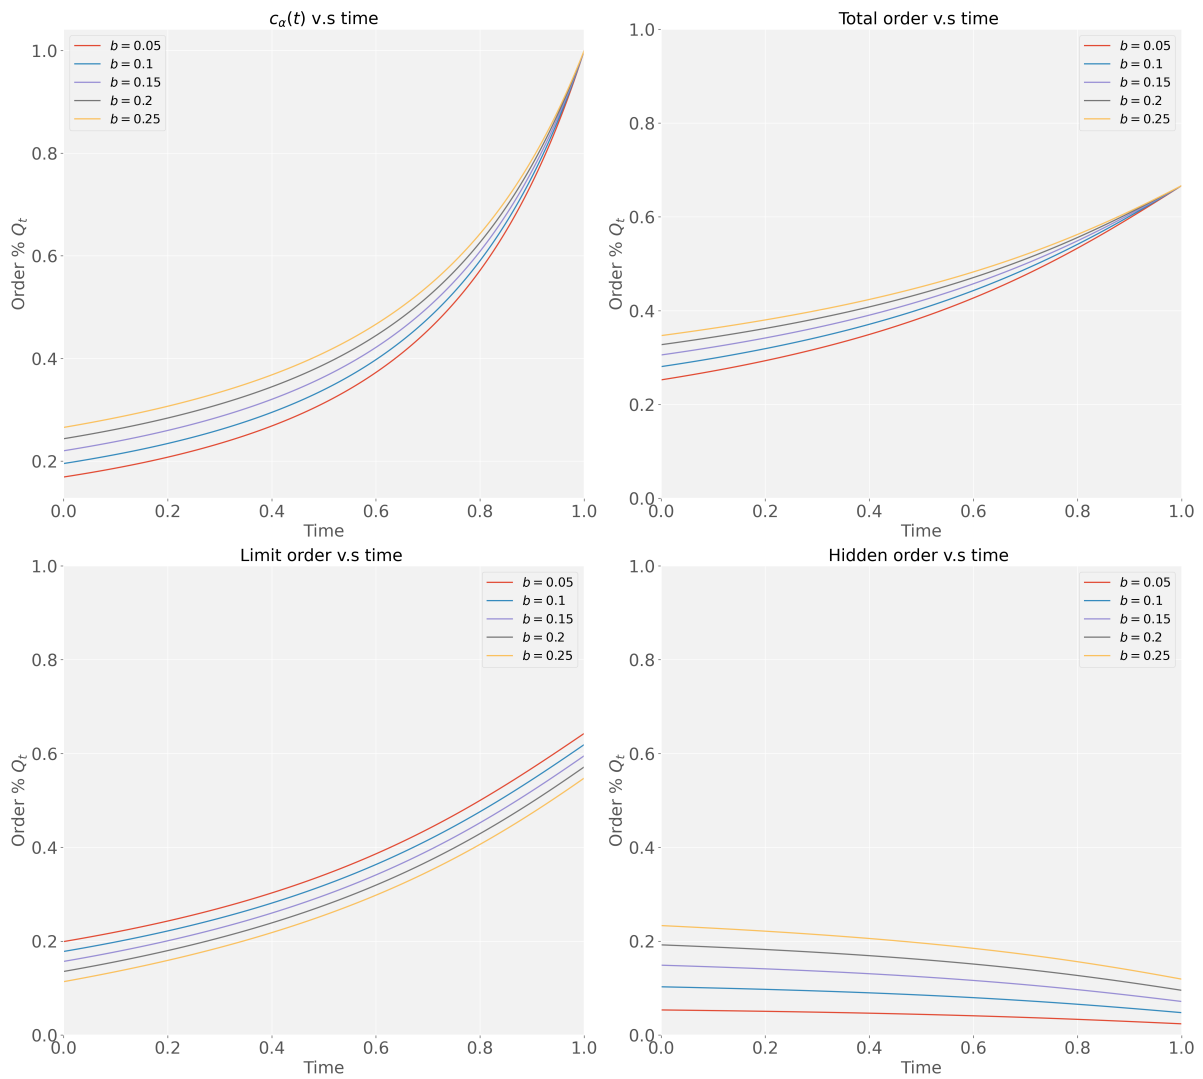 c_α(t) v.s time
1.0
0.8
0.6
0.4
0.2
Order % Q_t
b = 0.05
b = 0.1
b = 0.15
b = 0.2
b = 0.25
0.0 0.2 0.4 0.6 0.8 1.0
Time
Total order v.s time
1.0
0.8
0.6
0.4
0.2
0.0
Order % Q_t
b = 0.05
b = 0.1
b = 0.15
b = 0.2
b = 0.25
0.0 0.2 0.4 0.6 0.8 1.0
Time
Limit order v.s time
1.0
0.8
0.6
0.4
0.2
0.0
Order % Q_t
b = 0.05
b = 0.1
b = 0.15
b = 0.2
b = 0.25
0.0 0.2 0.4 0.6 0.8 1.0
Time
Hidden order v.s time
1.0
0.8
0.6
0.4
0.2
0.0
Order % Q_t
b = 0.05
b = 0.1
b = 0.15
b = 0.2
b = 0.25
0.0 0.2 0.4 0.6 0.8 1.0
Time